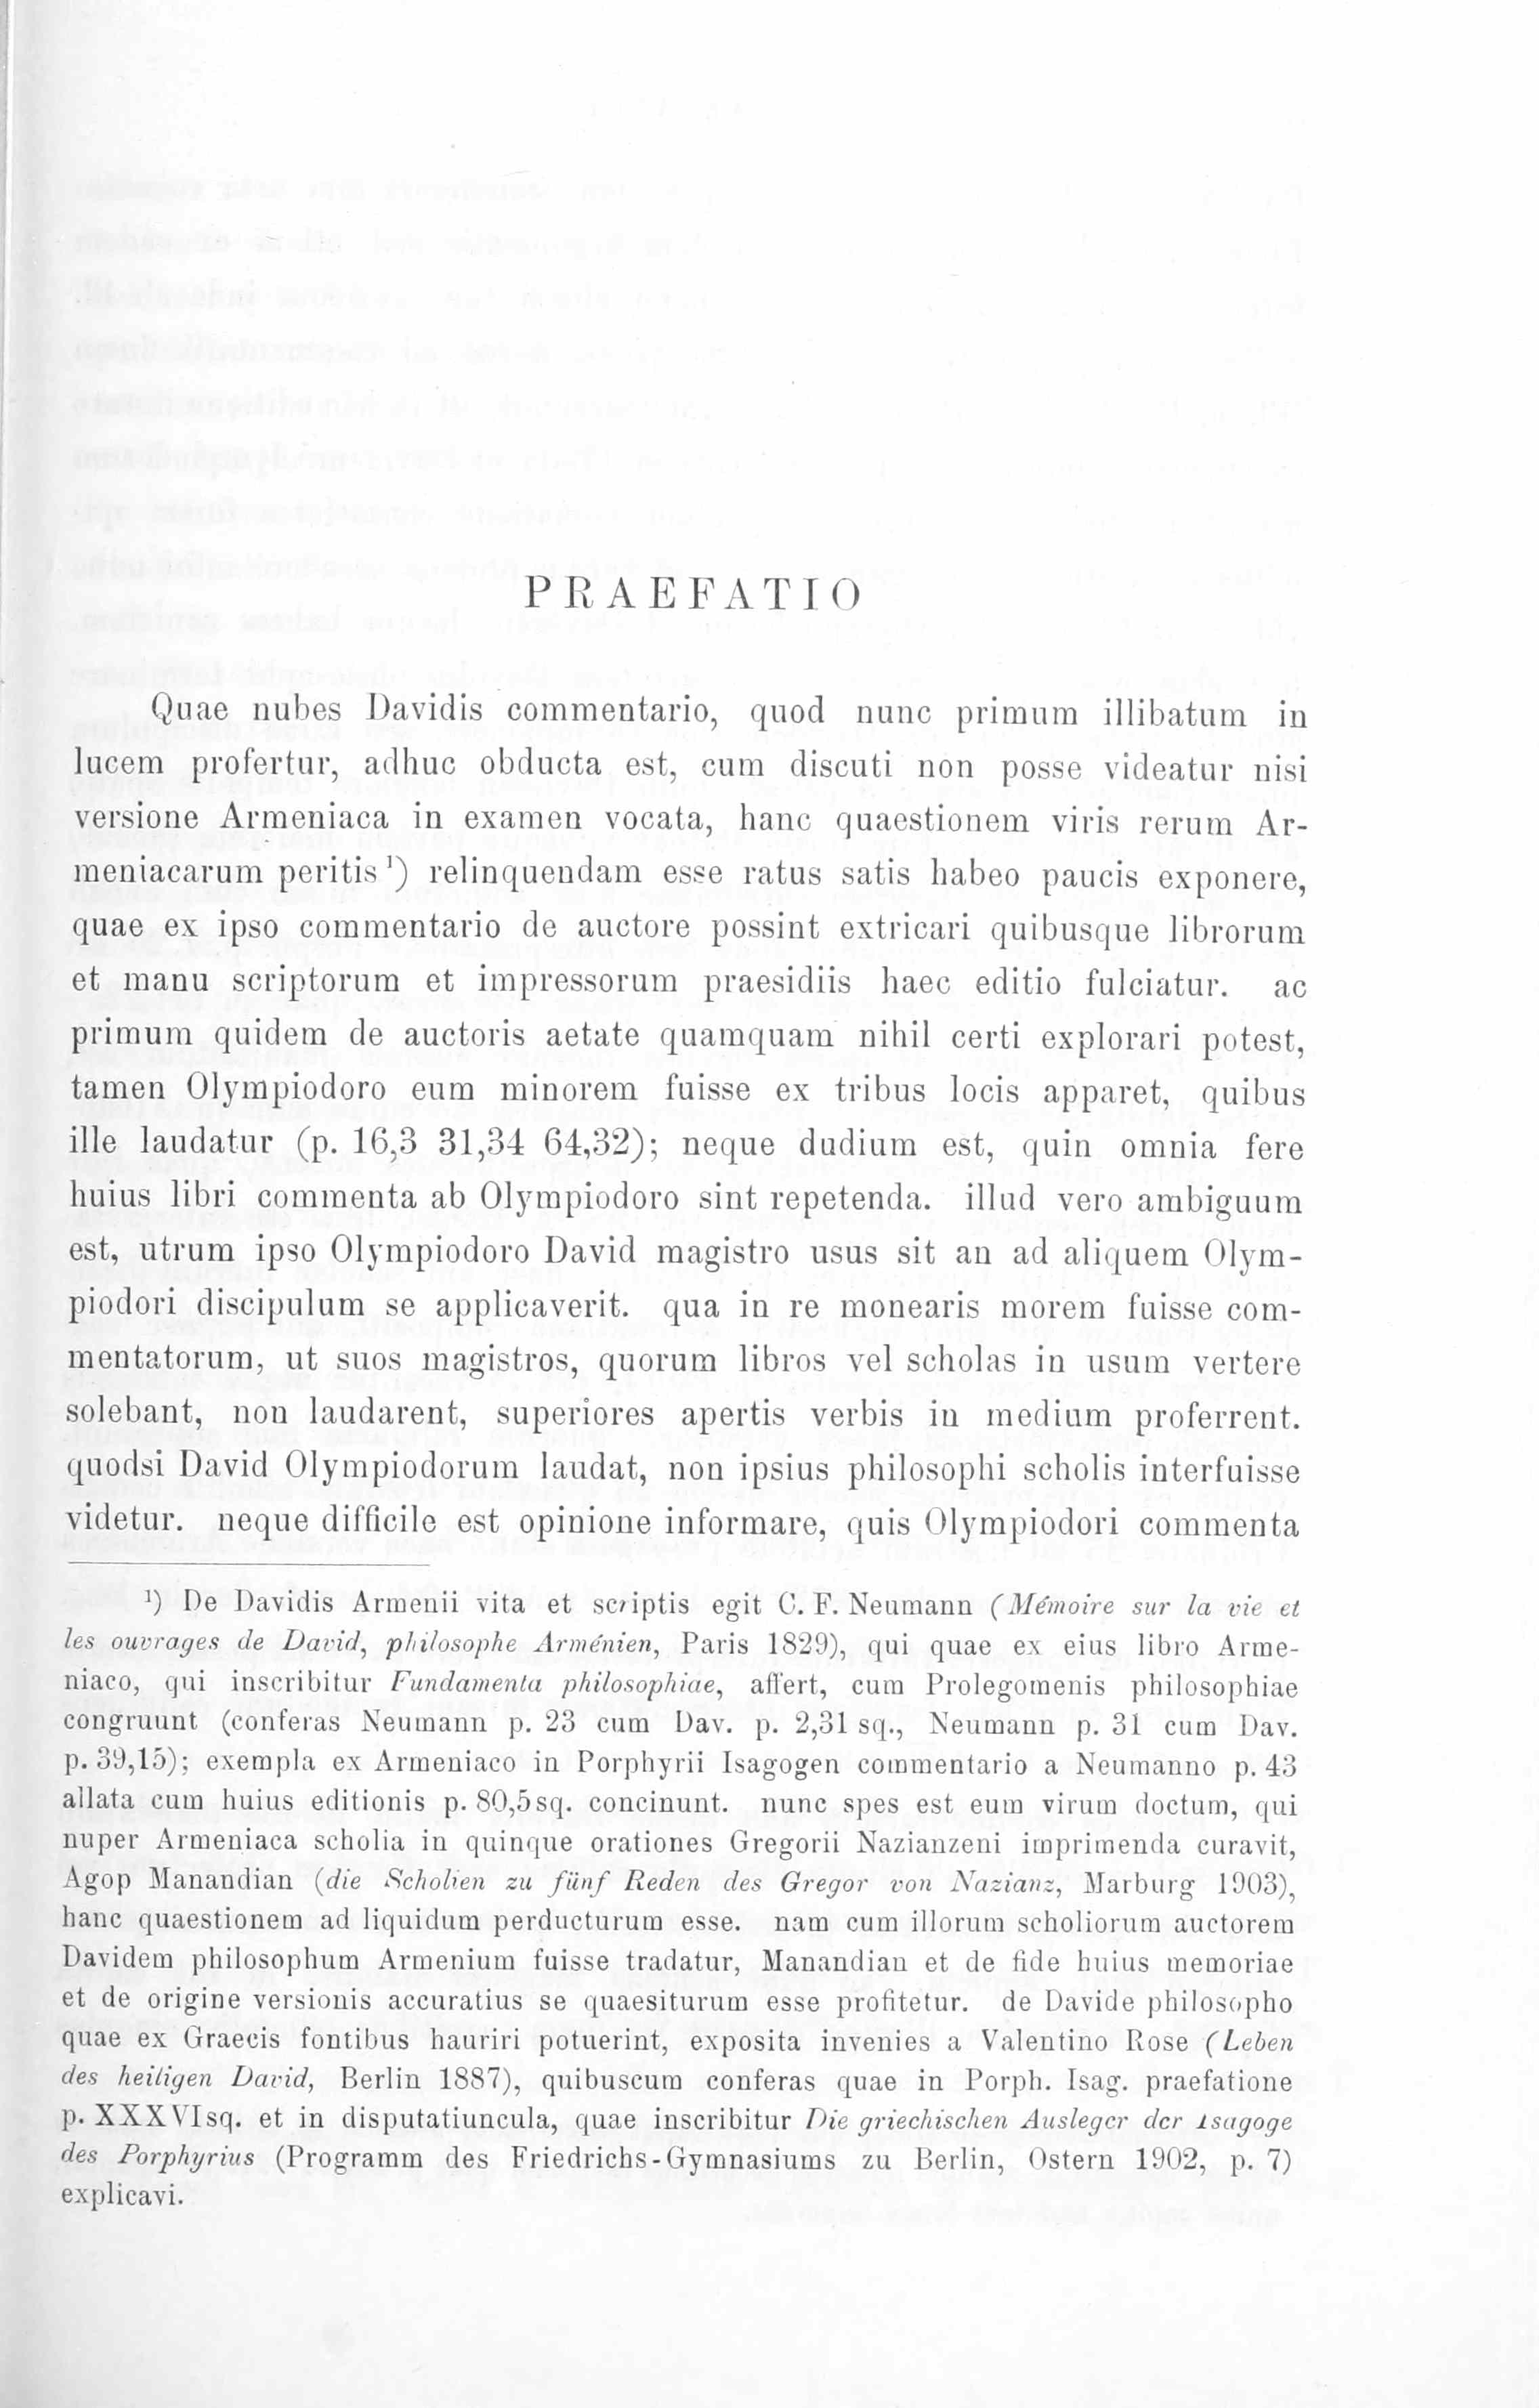 PRAEFATIO
Quae nubes Davidis commentario, quod nunc primum illibatum in
lucem profertur, adhuc obducta est, cum discuti non posse videatur nisi
versione Armeniaca in examen vocata, hanc quaestionem viris rerum Ar-
meniacarum peritis ¹) relinquendam esse ratus satis habeo paucis exponere,
quae ex ipso commentario de auctore possint extricari quibusque librorum
et manu scriptorum et impressorum praesidiis haec editio fulciatur. ac
primum quidem de auctoris aetate quamquam nihil certi explorari potest,
tamen Olympiodoro eum minorem fuisse ex tribus locis apparet, quibus
ille laudatur (p. 16,3 31,34 64,32); neque dudium est, quin omnia fere
huius libri commenta ab Olympiodoro sint repetenda. illud vero ambiguum
est, utrum ipso Olympiodoro David magistro usus sit an ad aliquem Olym-
piodori discipulum se applicaverit. qua in re monearis morem fuisse com-
mentatorum, ut suos magistros, quorum libros vel scholas in usum vertere
solebant, non laudarent, superiores apertis verbis in medium proferrent.
quodsi David Olympiodorum laudat, non ipsius philosophi scholis interfuisse
videtur. neque difficile est opinione informare, quis Olympiodori commenta
¹) De Davidis Armenii vita et scriptis egit C. F. Neumann (Mémoire sur la vie et
les ouvrages de David, philosophe Arménien, Paris 1829), qui quae ex eius libro Arme-
niaco, qui inscribitur Fundamenta philosophiae, affert, cum Prolegomenis philosophiae
congruunt (conferas Neumann p. 23 cum Dav. p. 2,31 sq., Neumann p. 31 cum Dav.
p. 39,15); exempla ex Armeniaco in Porphyrii Isagogen commentario a Neumanno p. 43
allata cum huius editionis p. 80,5 sq. concinunt. nunc spes est eum virum doctum, qui
nuper Armeniaca scholia in quinque orationes Gregorii Nazianzeni imprimenda curavit,
Agop Manandian (die Scholien zu fünf Reden des Gregor von Nazianz, Marburg 1903),
hanc quaestionem ad liquidum perducturum esse. nam cum illorum scholiorum auctorem
Davidem philosophum Armenium fuisse tradatur, Manandian et de fide huius memoriae
et de origine versionis accuratius se quaesiturum esse profitetur. de Davide philosopho
quae ex Graecis fontibus hauriri potuerint, exposita invenies a Valentino Rose (Leben
des heiligen David, Berlin 1887), quibuscum conferas quae in Porph. Isag. praefatione
p. XXXVI sq. et in disputatiuncula, quae inscribitur Die griechischen Ausleger der Isagoge
des Porphyrius (Programm des Friedrichs-Gymnasiums zu Berlin, Ostern 1902, p. 7)
explicavi.